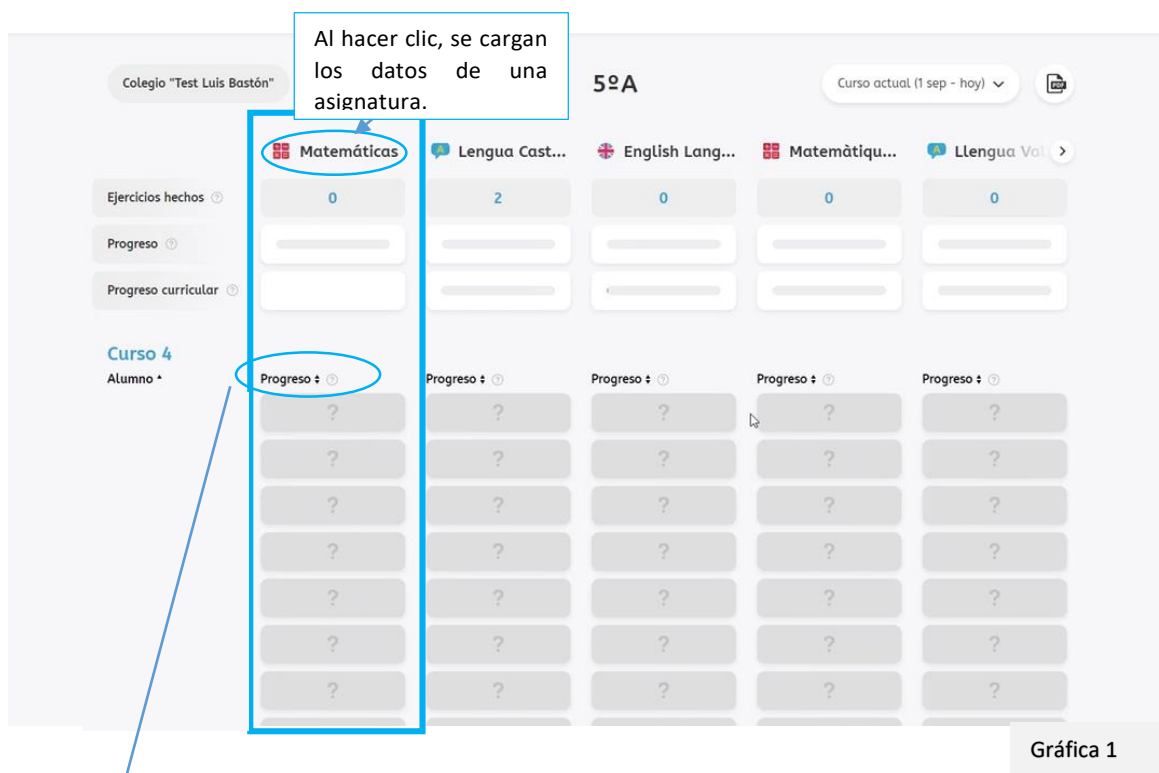 Al hacer clic, se cargan
los datos de una
asignatura.
Colegio "Test Luis Bastón"
5ºA
Curso actual (1 sep - hoy)
PDF
Matemáticas
Lengua Cast...
English Lang...
Matemàtiqu...
Llengua Val
Ejercicios hechos ?
0
2
0
0
0
Progreso ?
Progreso curricular ?
Curso 4
Alumno
Progreso ?
Progreso ?
Progreso ?
Progreso ?
Progreso ?
? ? ? ? ?
? ? ? ? ?
? ? ? ? ?
? ? ? ? ?
? ? ? ? ?
? ? ? ? ?
? ? ? ? ?
Gráfica 1